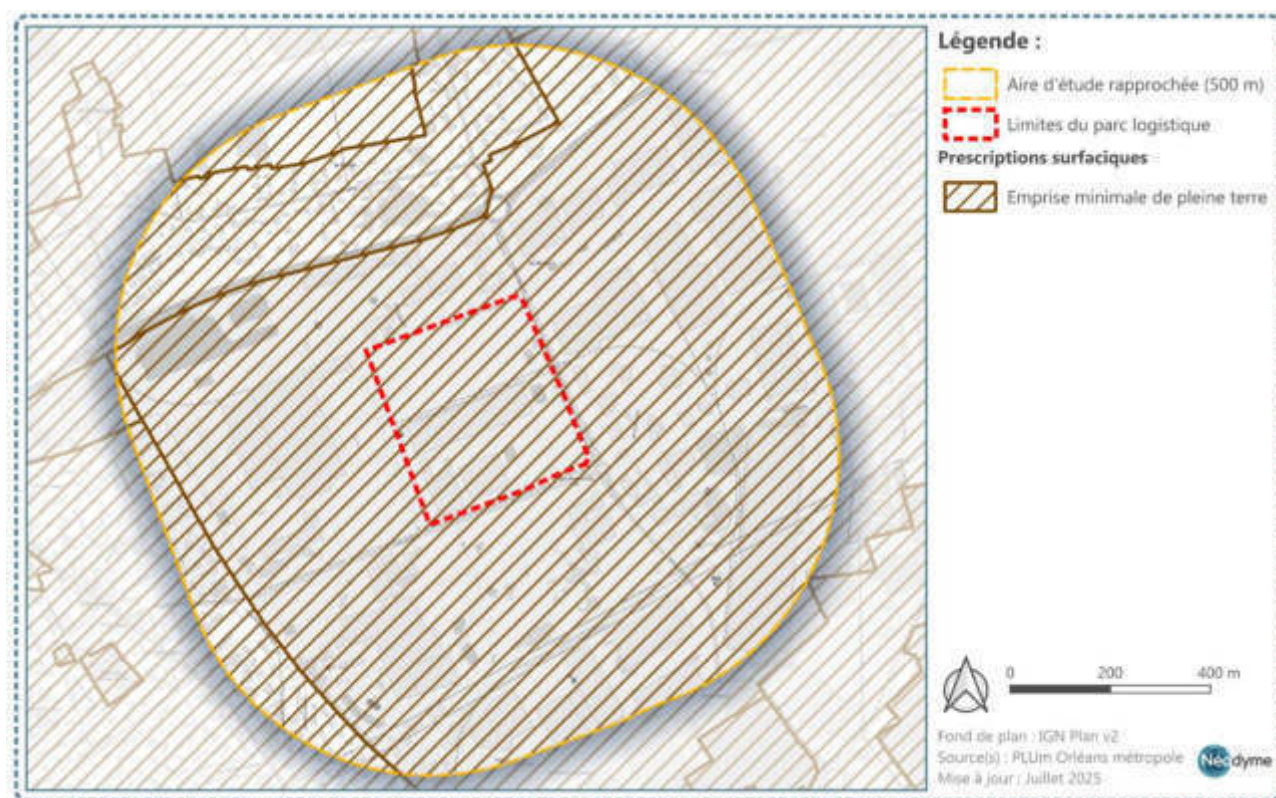 Légende :
Aire d'étude rapprochée (500 m)
Limites du parc logistique
Prescriptions surfaciques
Emprise minimale de pleine terre
0 200 400 m
Fond de plan : IGN Plan v2
Source(s) : PLUm Orléans métropole
Mise à jour : Juillet 2025
Néodyme